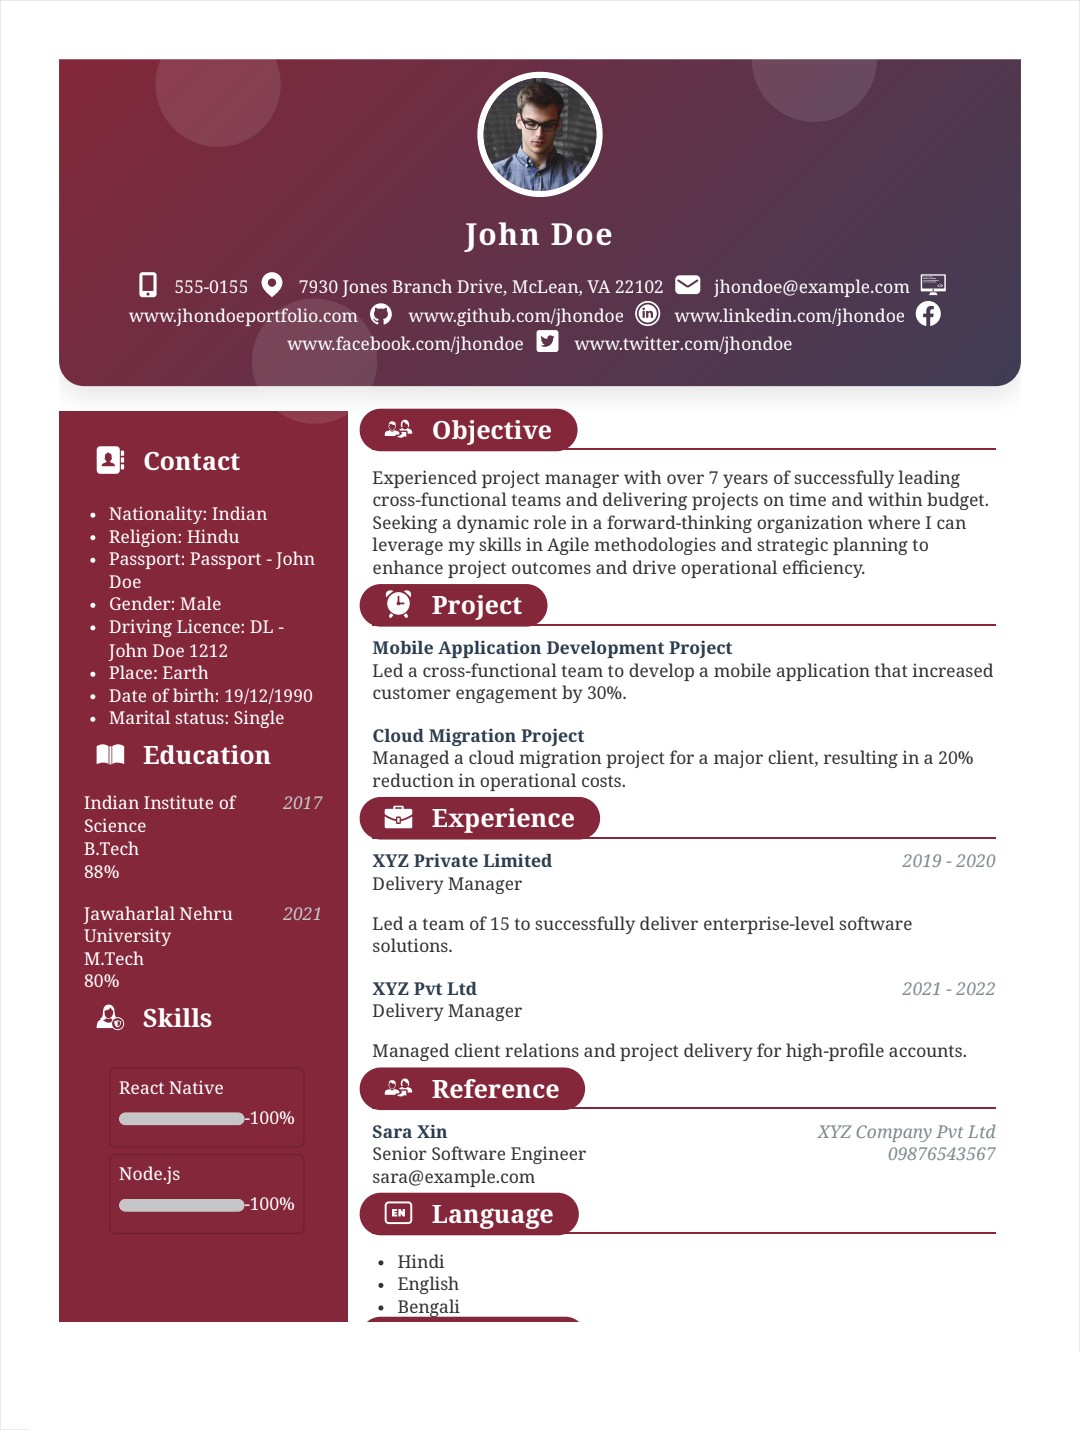 John Doe
555-0155 7930 Jones Branch Drive, McLean, VA 22102 jhondoe@example.com
www.jhondoeportfolio.com www.github.com/jhondoe www.linkedin.com/jhondoe
www.facebook.com/jhondoe www.twitter.com/jhondoe
Contact
• Nationality: Indian
• Religion: Hindu
• Passport: Passport - John
Doe
• Gender: Male
• Driving Licence: DL -
John Doe 1212
• Place: Earth
• Date of birth: 19/12/1990
• Marital status: Single
Education
Indian Institute of 2017
Science
B.Tech
88%
Jawaharlal Nehru 2021
University
M.Tech
80%
Skills
React Native
-100%
Node.js
-100%
Objective
Experienced project manager with over 7 years of successfully leading
cross-functional teams and delivering projects on time and within budget.
Seeking a dynamic role in a forward-thinking organization where I can
leverage my skills in Agile methodologies and strategic planning to
enhance project outcomes and drive operational efficiency.
Project
Mobile Application Development Project
Led a cross-functional team to develop a mobile application that increased
customer engagement by 30%.
Cloud Migration Project
Managed a cloud migration project for a major client, resulting in a 20%
reduction in operational costs.
Experience
XYZ Private Limited 2019 - 2020
Delivery Manager
Led a team of 15 to successfully deliver enterprise-level software
solutions.
XYZ Pvt Ltd 2021 - 2022
Delivery Manager
Managed client relations and project delivery for high-profile accounts.
Reference
Sara Xin XYZ Company Pvt Ltd
Senior Software Engineer 09876543567
sara@example.com
EN Language
• Hindi
• English
• Bengali